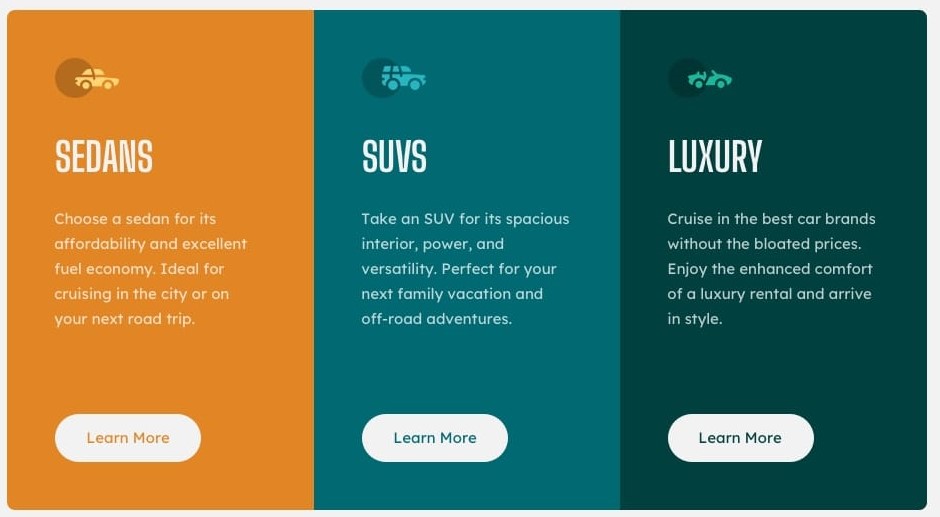 SEDANS
Choose a sedan for its
affordability and excellent
fuel economy. Ideal for
cruising in the city or on
your next road trip.
Learn More
SUVS
Take an SUV for its spacious
interior, power, and
versatility. Perfect for your
next family vacation and
off-road adventures.
Learn More
LUXURY
Cruise in the best car brands
without the bloated prices.
Enjoy the enhanced comfort
of a luxury rental and arrive
in style.
Learn More